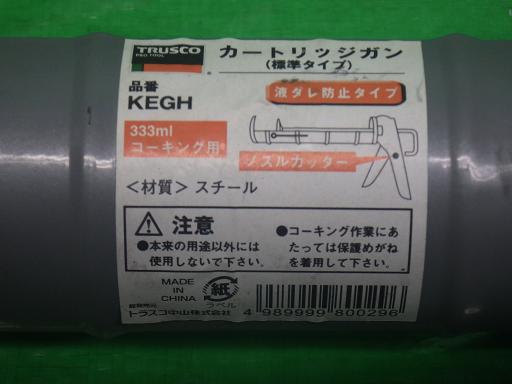 TRUSCO
PRO TOOL
カートリッジガン
(標準タイプ)
品番
KEGH
液ダレ防止タイプ
333ml
コーキング用
ノズルカッター
＜材質＞スチール
注意
●本来の用途以外には
使用しないで下さい。
●コーキング作業にあ
たっては保護めがね
を着用して下さい。
MADE
IN
CHINA
紙
ラベル
トラスコ中山株式会社
4 989999 800296